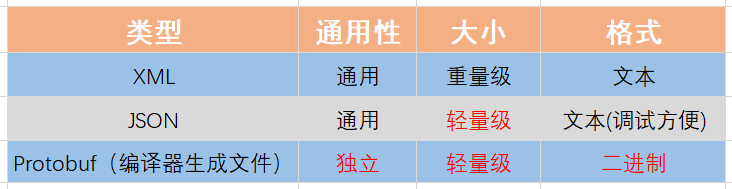 类型 通用性 大小 格式
XML 通用 重量级 文本
JSON 通用 轻量级 文本(调试方便)
Protobuf（编译器生成文件） 独立 轻量级 二进制